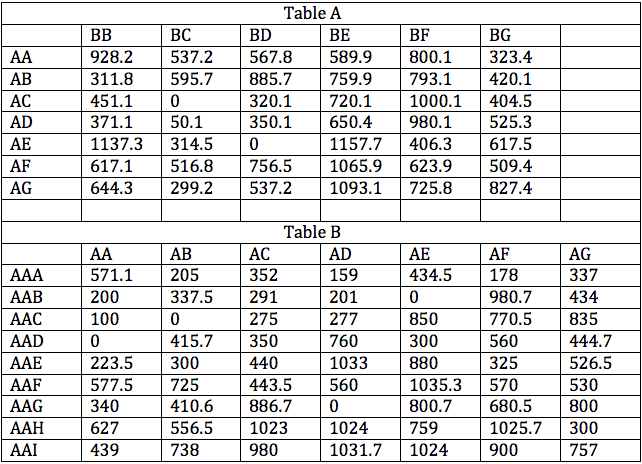 Table A
BB BC BD BE BF BG
AA 928.2 537.2 567.8 589.9 800.1 323.4
AB 311.8 595.7 885.7 759.9 793.1 420.1
AC 451.1 0 320.1 720.1 1000.1 404.5
AD 371.1 50.1 350.1 650.4 980.1 525.3
AE 1137.3 314.5 0 1157.7 406.3 617.5
AF 617.1 516.8 756.5 1065.9 623.9 509.4
AG 644.3 299.2 537.2 1093.1 725.8 827.4
Table B
AA AB AC AD AE AF AG
AAA 571.1 205 352 159 434.5 178 337
AAB 200 337.5 291 201 0 980.7 434
AAC 100 0 275 277 850 770.5 835
AAD 0 415.7 350 760 300 560 444.7
AAE 223.5 300 440 1033 880 325 526.5
AAF 577.5 725 443.5 560 1035.3 570 530
AAG 340 410.6 886.7 0 800.7 680.5 800
AAH 627 556.5 1023 1024 759 1025.7 300
AAI 439 738 980 1031.7 1024 900 757